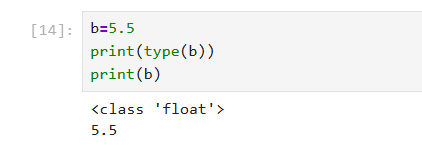 [14]:
b=5.5
print(type(b))
print(b)
<class 'float'>
5.5